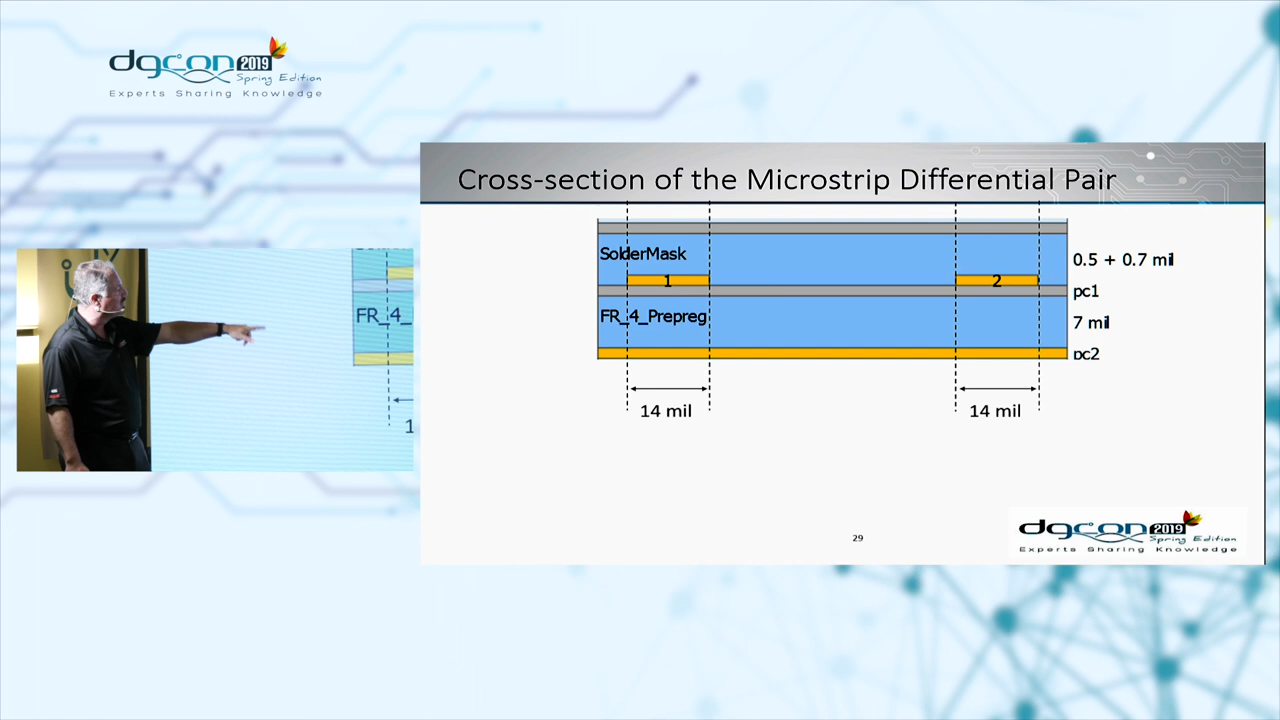 dgcon 2019
Spring Edition
Experts Sharing Knowledge
Cross-section of the Microstrip Differential Pair
SolderMask
0.5 + 0.7 mil
1
2
pc1
FR_4_Prepreg
7 mil
pc2
14 mil
14 mil
FR_4_
1
29
dgcon 2019
Spring Edition
Experts Sharing Knowledge